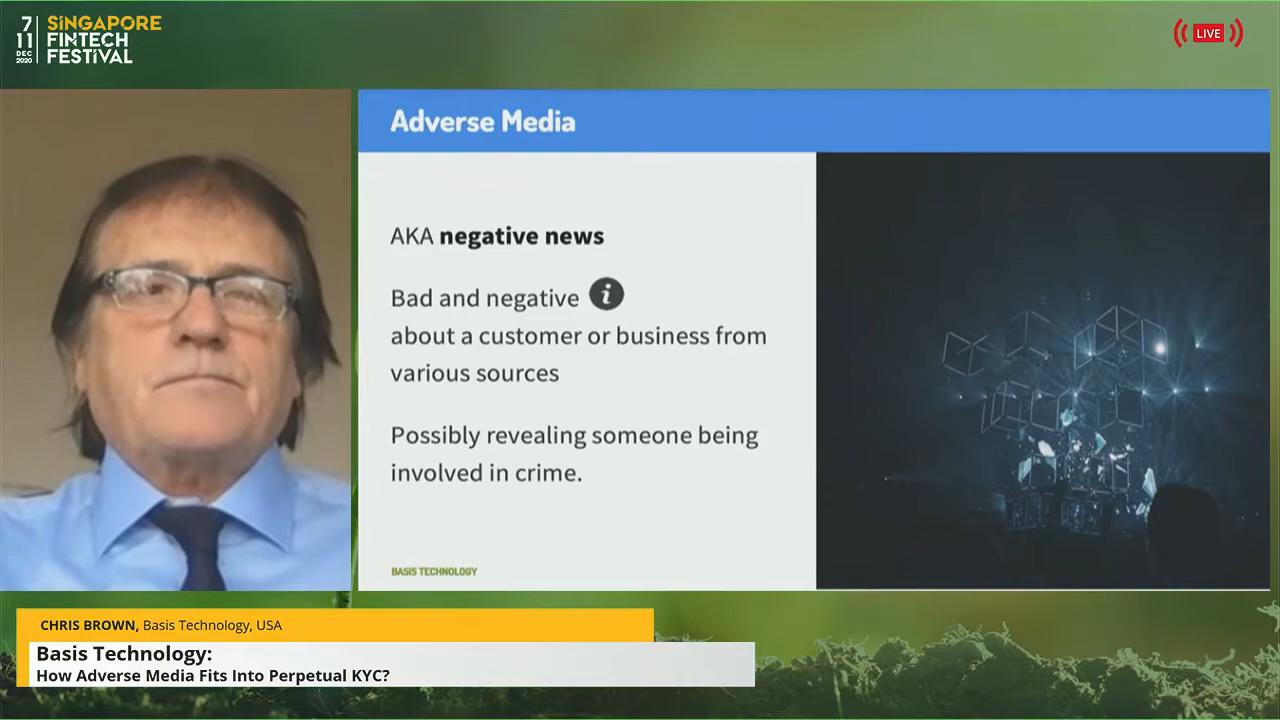 7
11
DEC
2020
SINGAPORE
FINTECH
FESTIVAL
LIVE
Adverse Media
AKA negative news
Bad and negative i
about a customer or business from
various sources
Possibly revealing someone being
involved in crime.
BASIS TECHNOLOGY
CHRIS BROWN, Basis Technology, USA
Basis Technology:
How Adverse Media Fits Into Perpetual KYC?